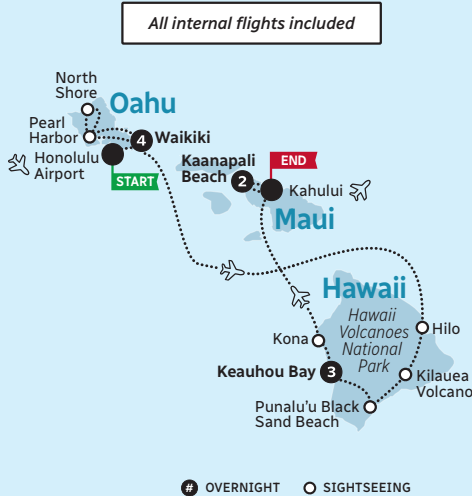 All internal flights included
North
Shore
Oahu
Pearl
Harbor
4
Waikiki
Honolulu
Airport
START
Kaanapali
Beach
2
END
Kahului
Maui
Hawaii
Hawaii
Volcanoes
National
Park
Hilo
Kona
Keauhou Bay
3
Kilauea
Volcano
Punalu'u Black
Sand Beach
# OVERNIGHT
SIGHTSEEING